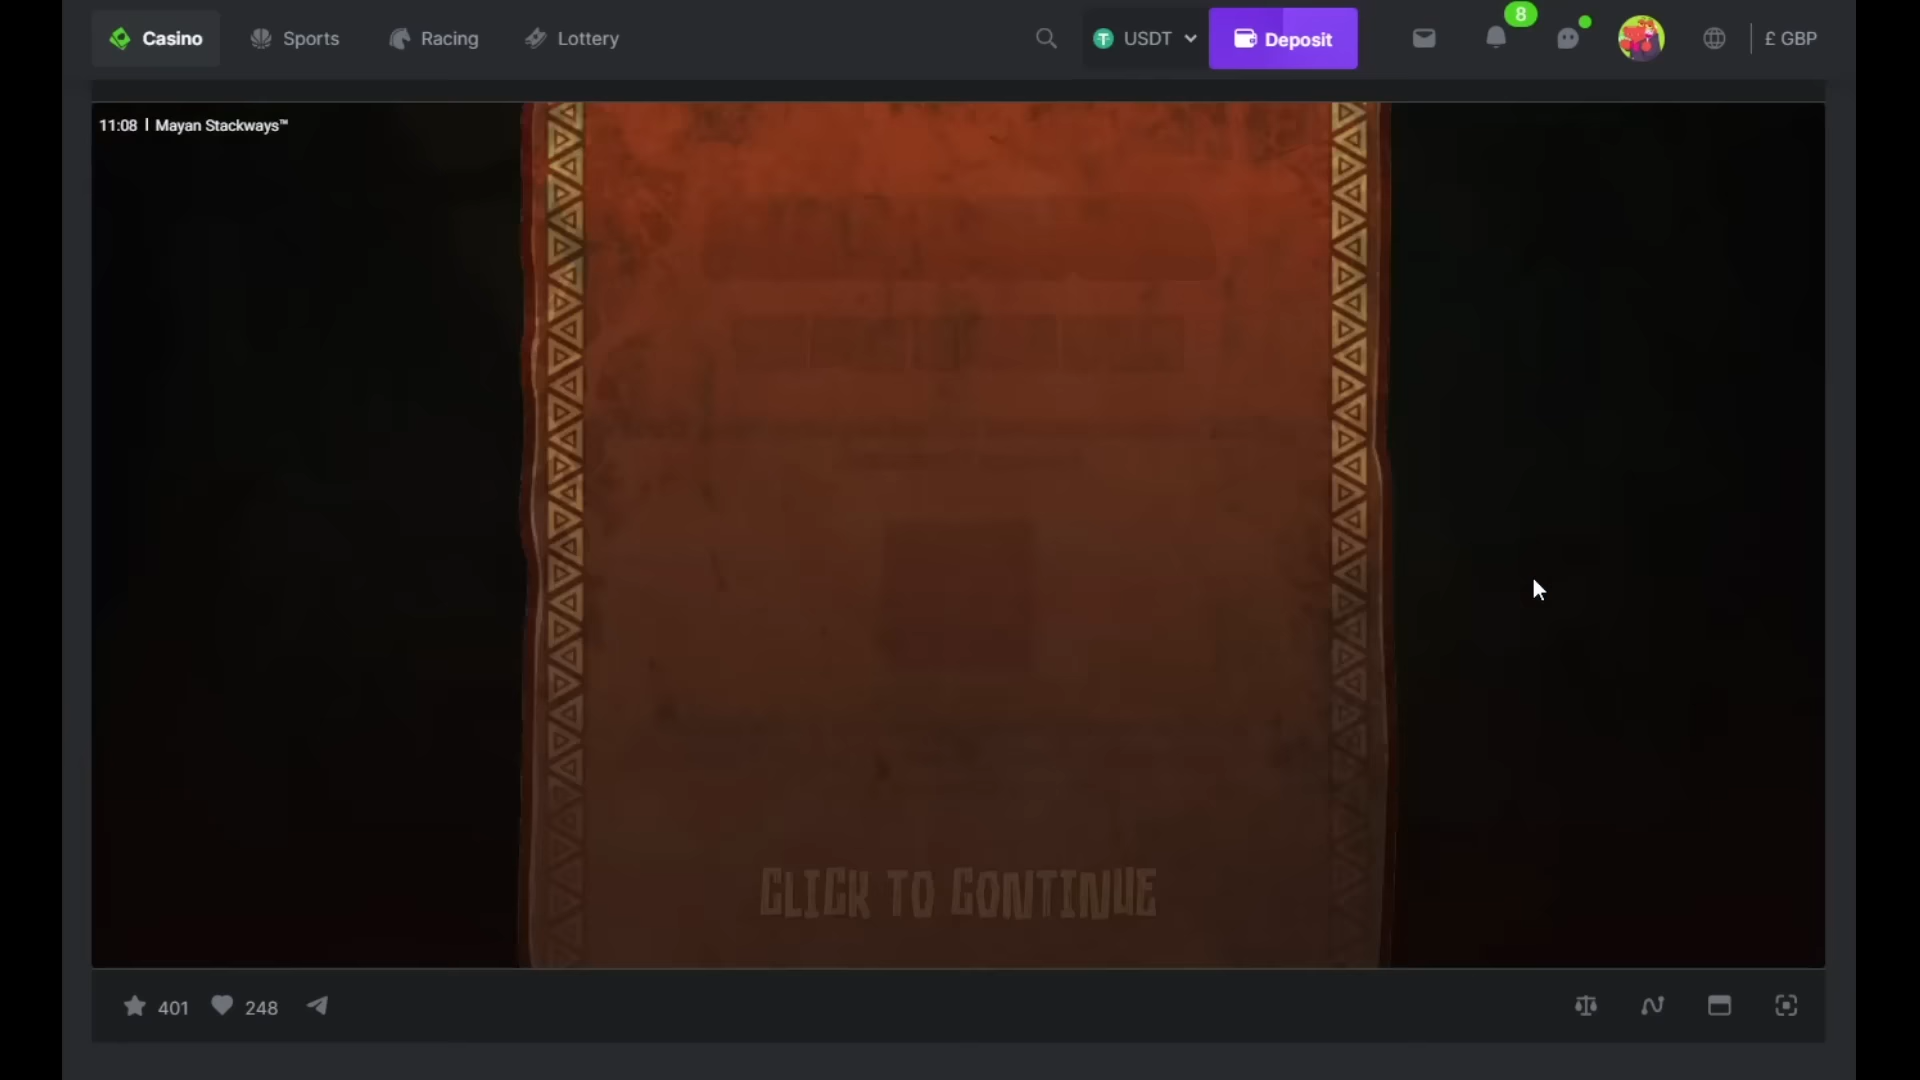 Casino Sports Racing Lottery USDT Deposit 8 £ GBP
11:08 | Mayan Stackways™
CLICK TO CONTINUE
401 248